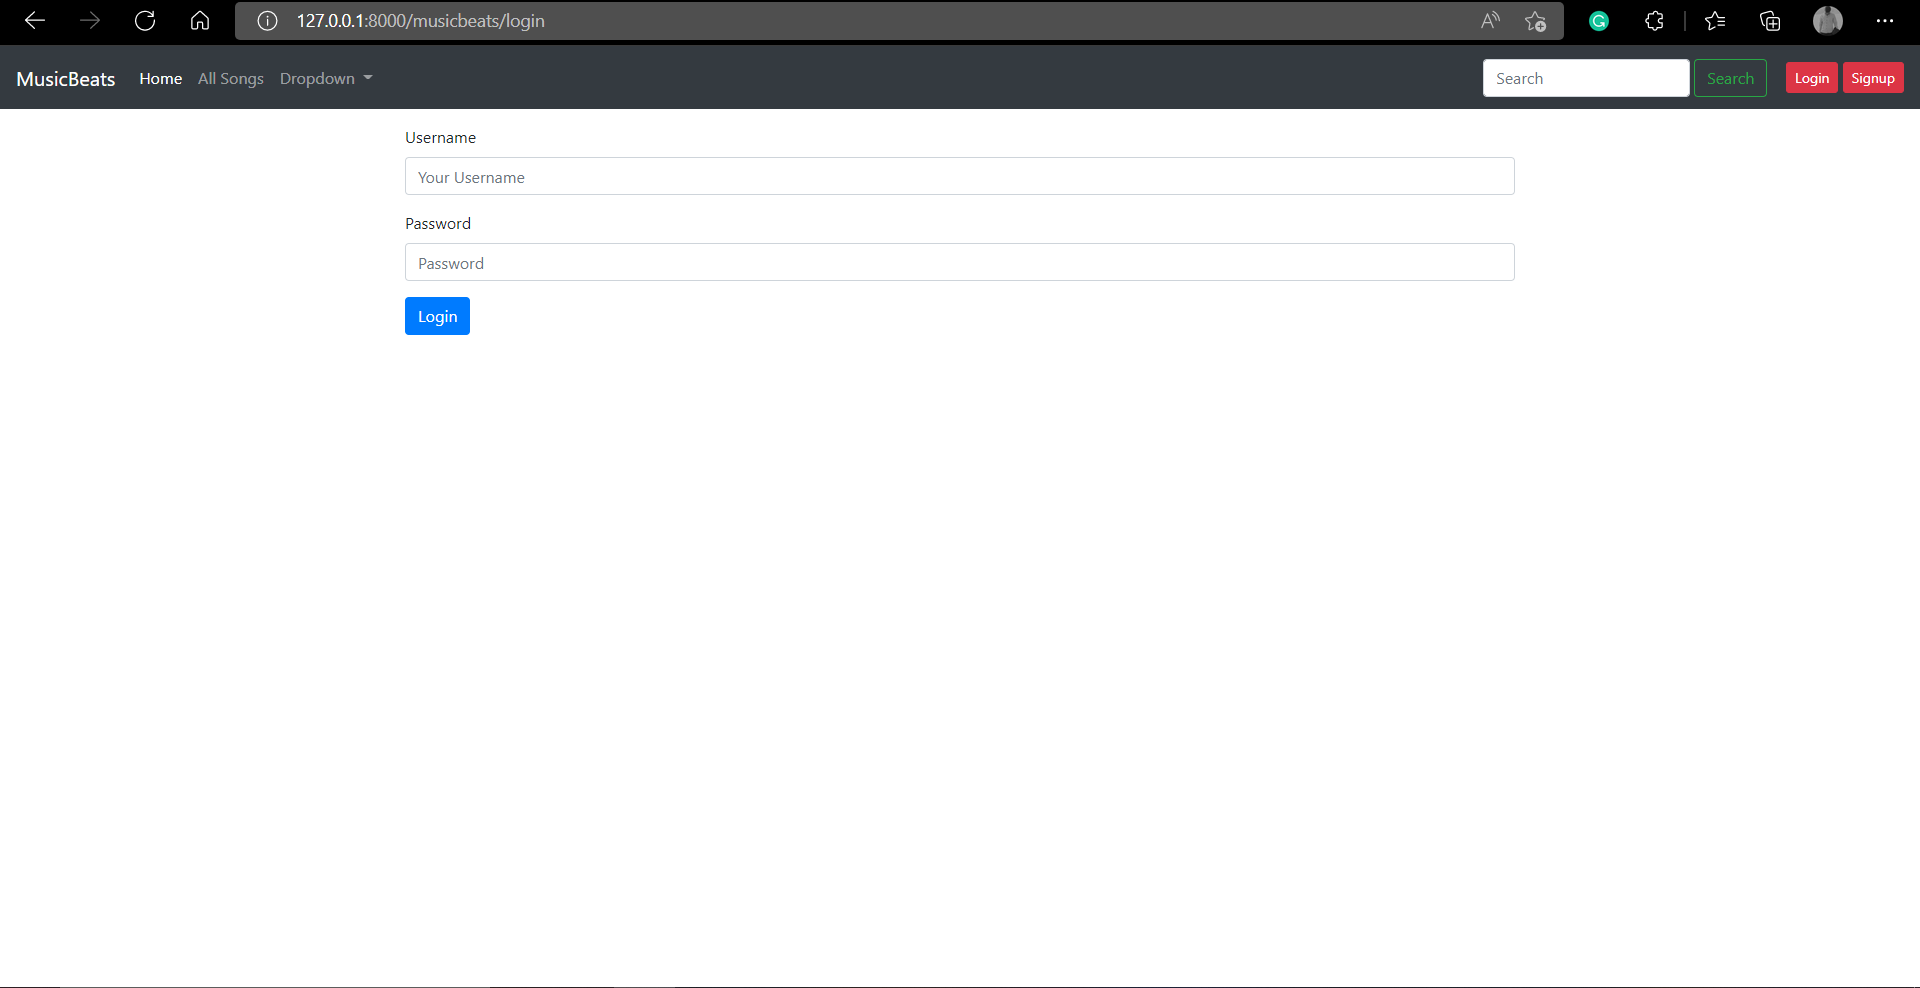 127.0.0.1:8000/musicbeats/login
MusicBeats Home All Songs Dropdown Search Search Login Signup
Username
Your Username
Password
Password
Login